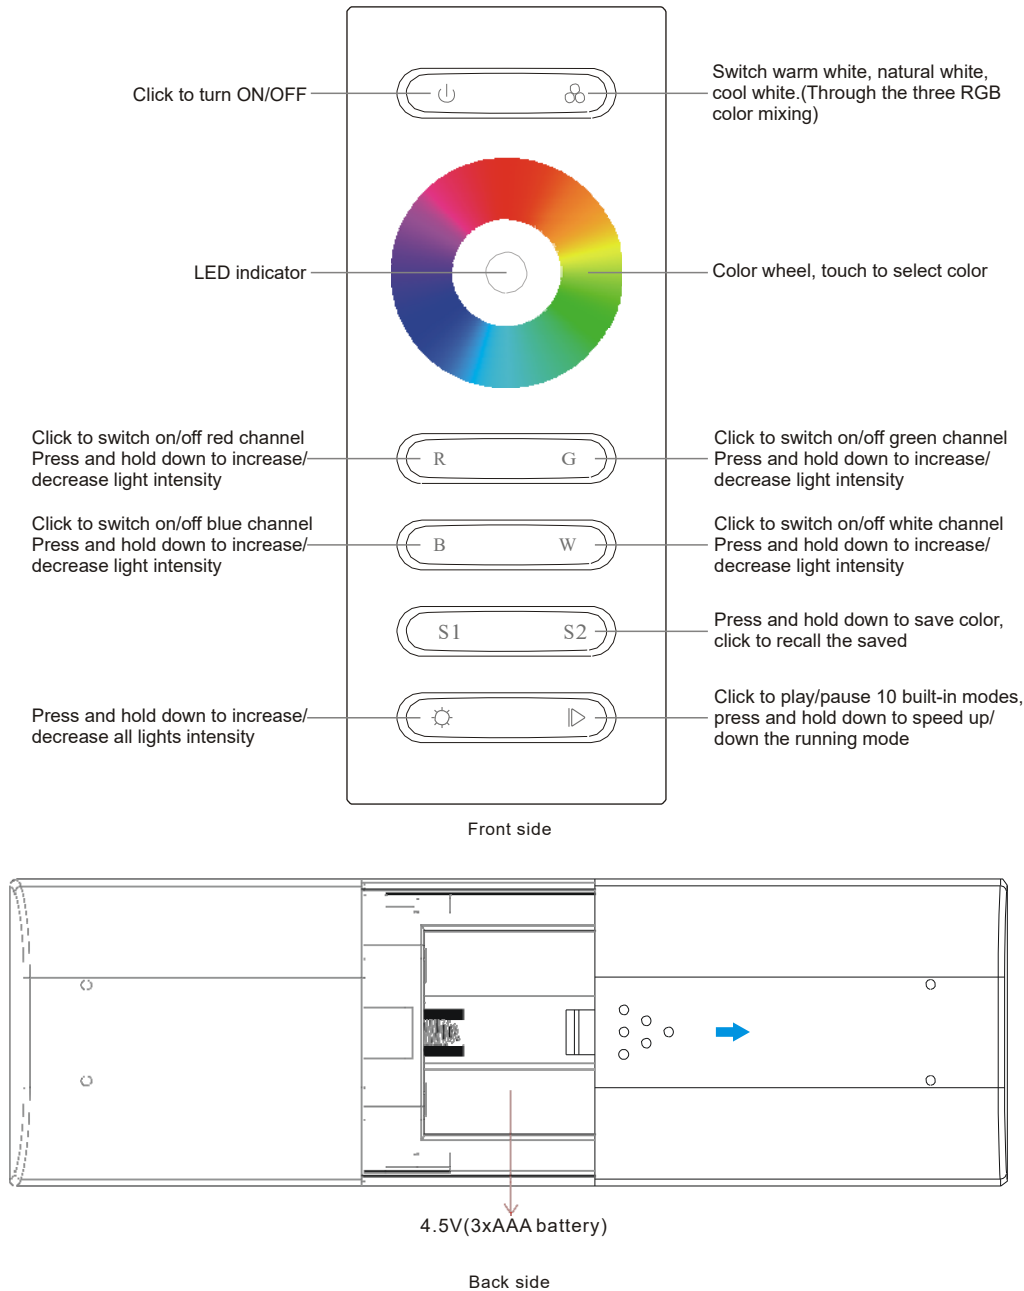 Click to turn ON/OFF
Switch warm white, natural white,
cool white.(Through the three RGB
color mixing)
LED indicator
Color wheel, touch to select color
Click to switch on/off red channel
Press and hold down to increase/
decrease light intensity
R
G
Click to switch on/off green channel
Press and hold down to increase/
decrease light intensity
Click to switch on/off blue channel
Press and hold down to increase/
decrease light intensity
B
W
Click to switch on/off white channel
Press and hold down to increase/
decrease light intensity
S1
S2
Press and hold down to save color,
click to recall the saved
Press and hold down to increase/
decrease all lights intensity
Click to play/pause 10 built-in modes,
press and hold down to speed up/
down the running mode
Front side
4.5V(3xAAA battery)
Back side